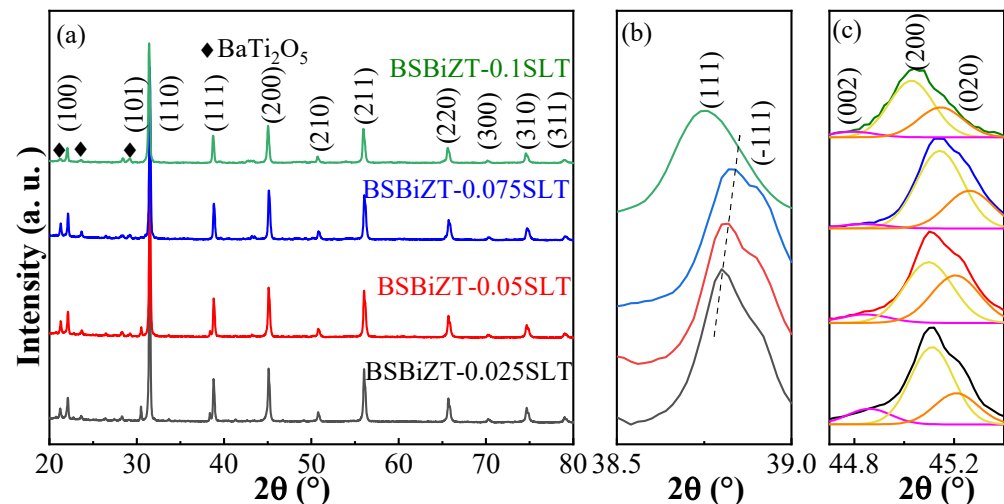 (a)
♦ BaTi₂O₅
BSBiZT-0.1SLT
(100)
(101)
(110)
(111)
(200)
(210)
(211)
(220)
(300)
(310)
(311)
BSBiZT-0.075SLT
BSBiZT-0.05SLT
BSBiZT-0.025SLT
Intensity (a. u.)
20 30 40 50 60 70 80
2θ (°)
(b)
(111)
(-111)
38.5 39.0
2θ (°)
(c)
(002)
(200)
(020)
44.8 45.2
2θ (°)